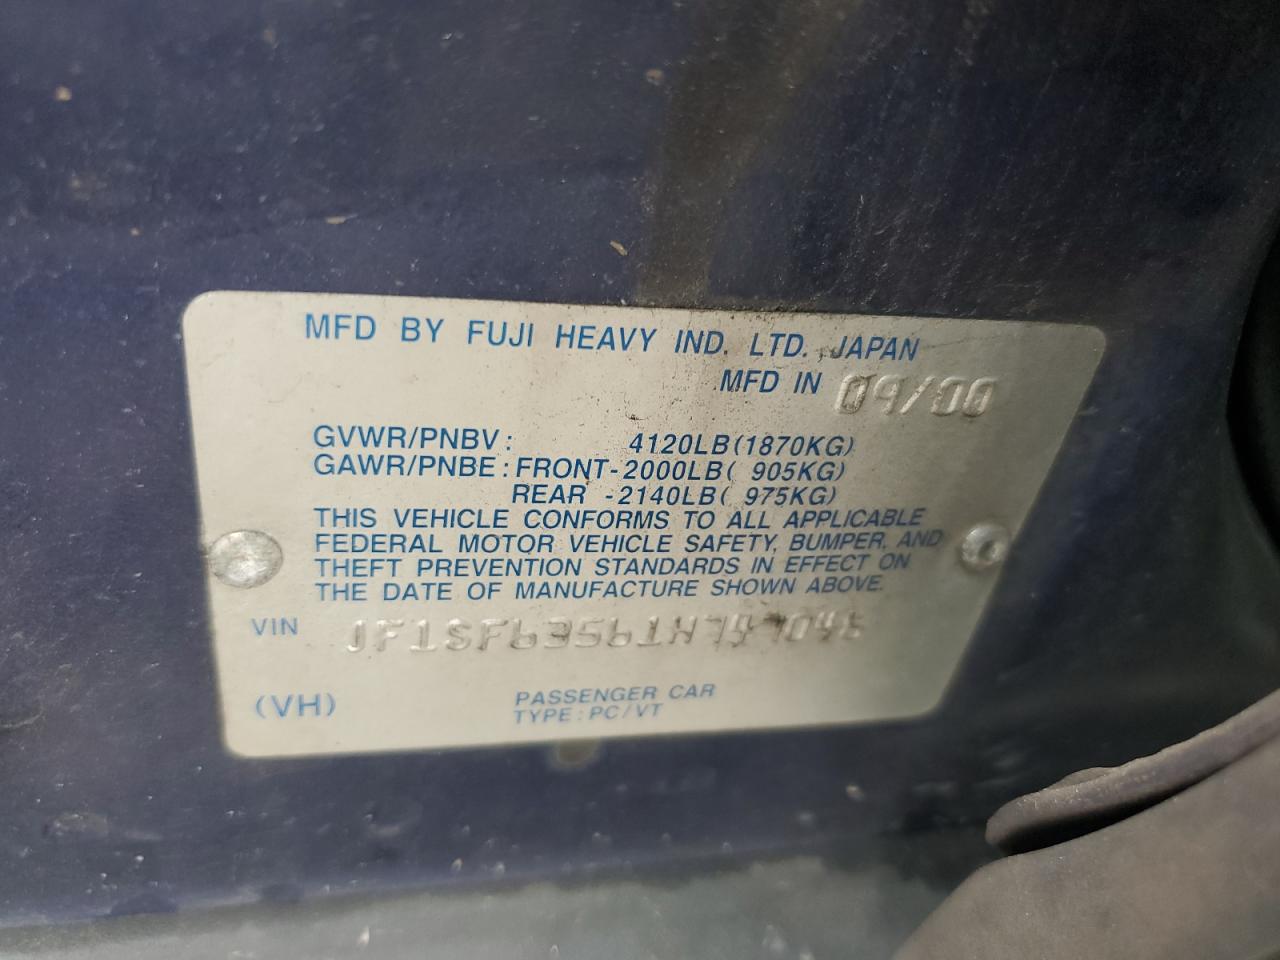 MFD BY FUJI HEAVY IND. LTD., JAPAN
MFD IN 09/00
GVWR/PNBV: 4120LB(1870KG)
GAWR/PNBE: FRONT-2000LB( 905KG)
REAR -2140LB( 975KG)
THIS VEHICLE CONFORMS TO ALL APPLICABLE
FEDERAL MOTOR VEHICLE SAFETY, BUMPER, AND
THEFT PREVENTION STANDARDS IN EFFECT ON
THE DATE OF MANUFACTURE SHOWN ABOVE.
VIN JF1SF63561H747046
(VH) PASSENGER CAR
TYPE: PC/VT